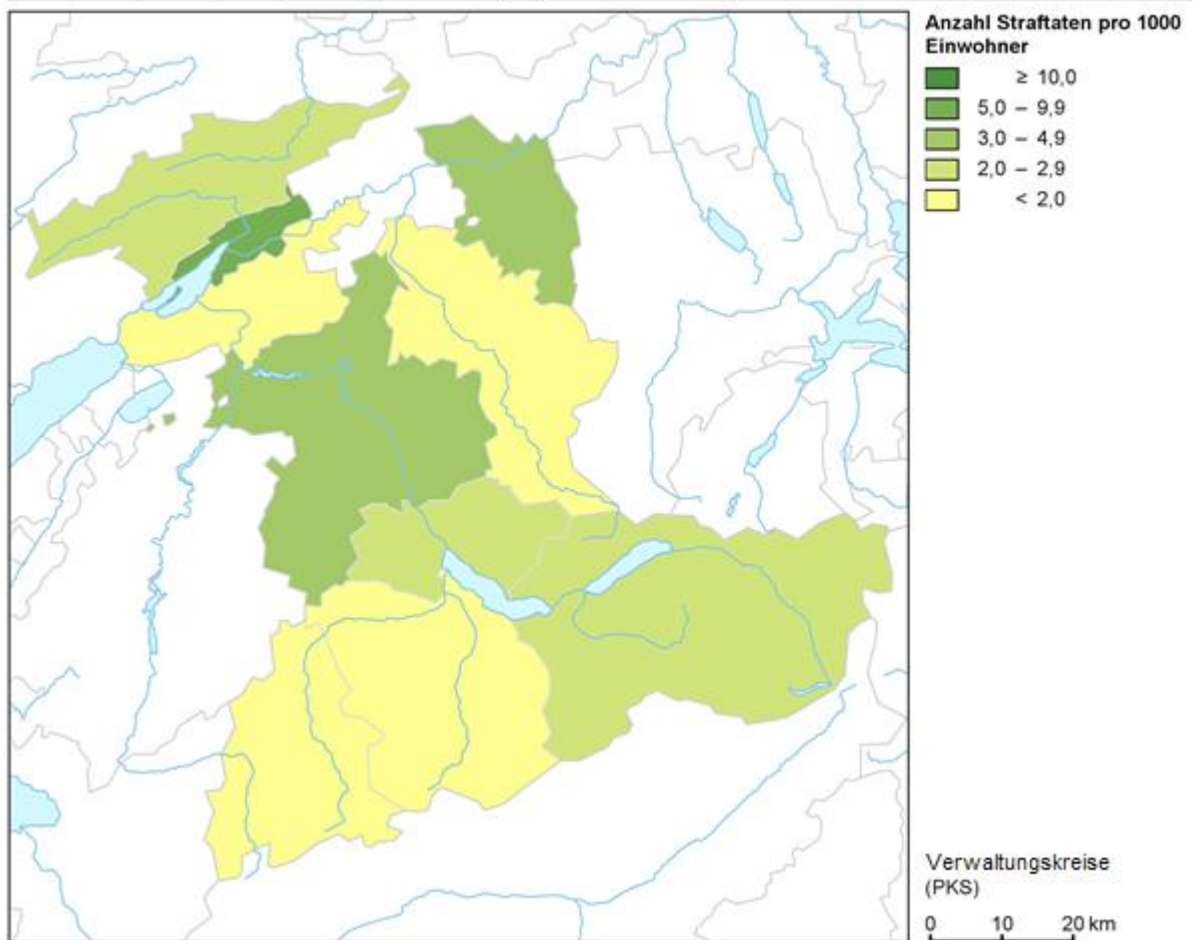 Anzahl Straftaten pro 1000
Einwohner
≥ 10,0
5,0 – 9,9
3,0 – 4,9
2,0 – 2,9
< 2,0
Verwaltungskreise
(PKS)
0 10 20 km